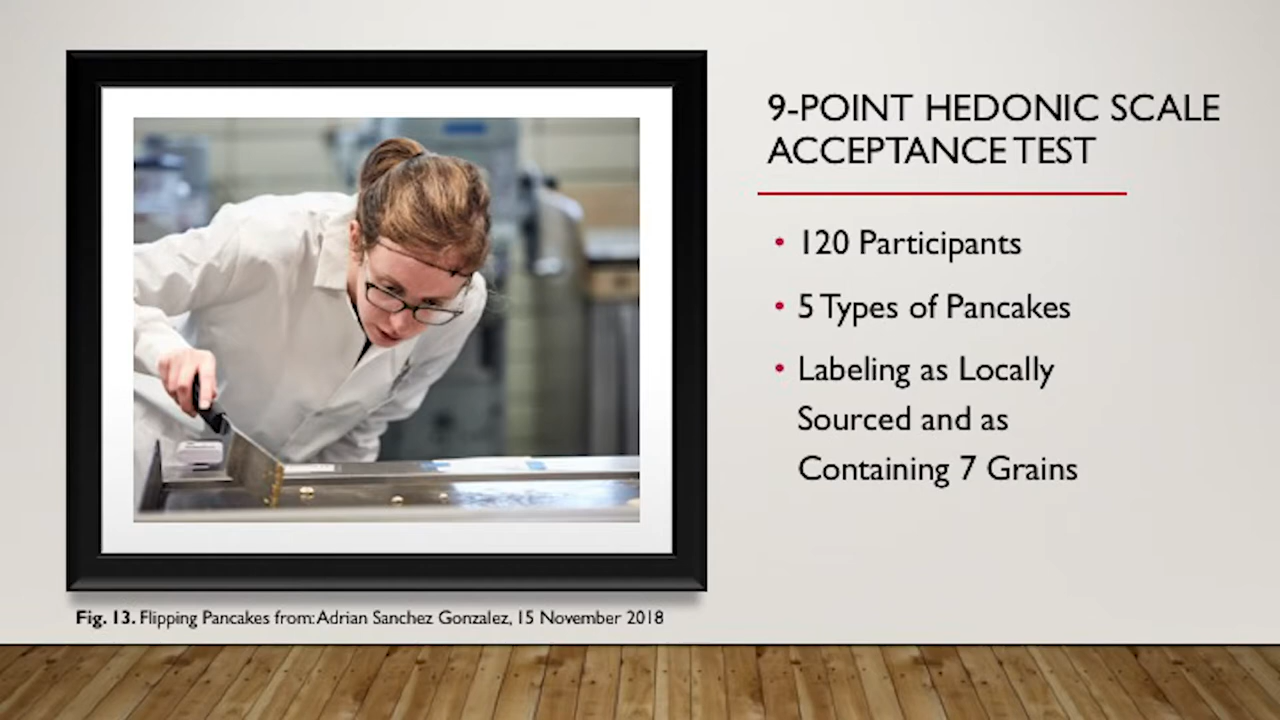 9-POINT HEDONIC SCALE
ACCEPTANCE TEST
• 120 Participants
• 5 Types of Pancakes
• Labeling as Locally
Sourced and as
Containing 7 Grains
Fig. 13. Flipping Pancakes from: Adrian Sanchez Gonzalez, 15 November 2018